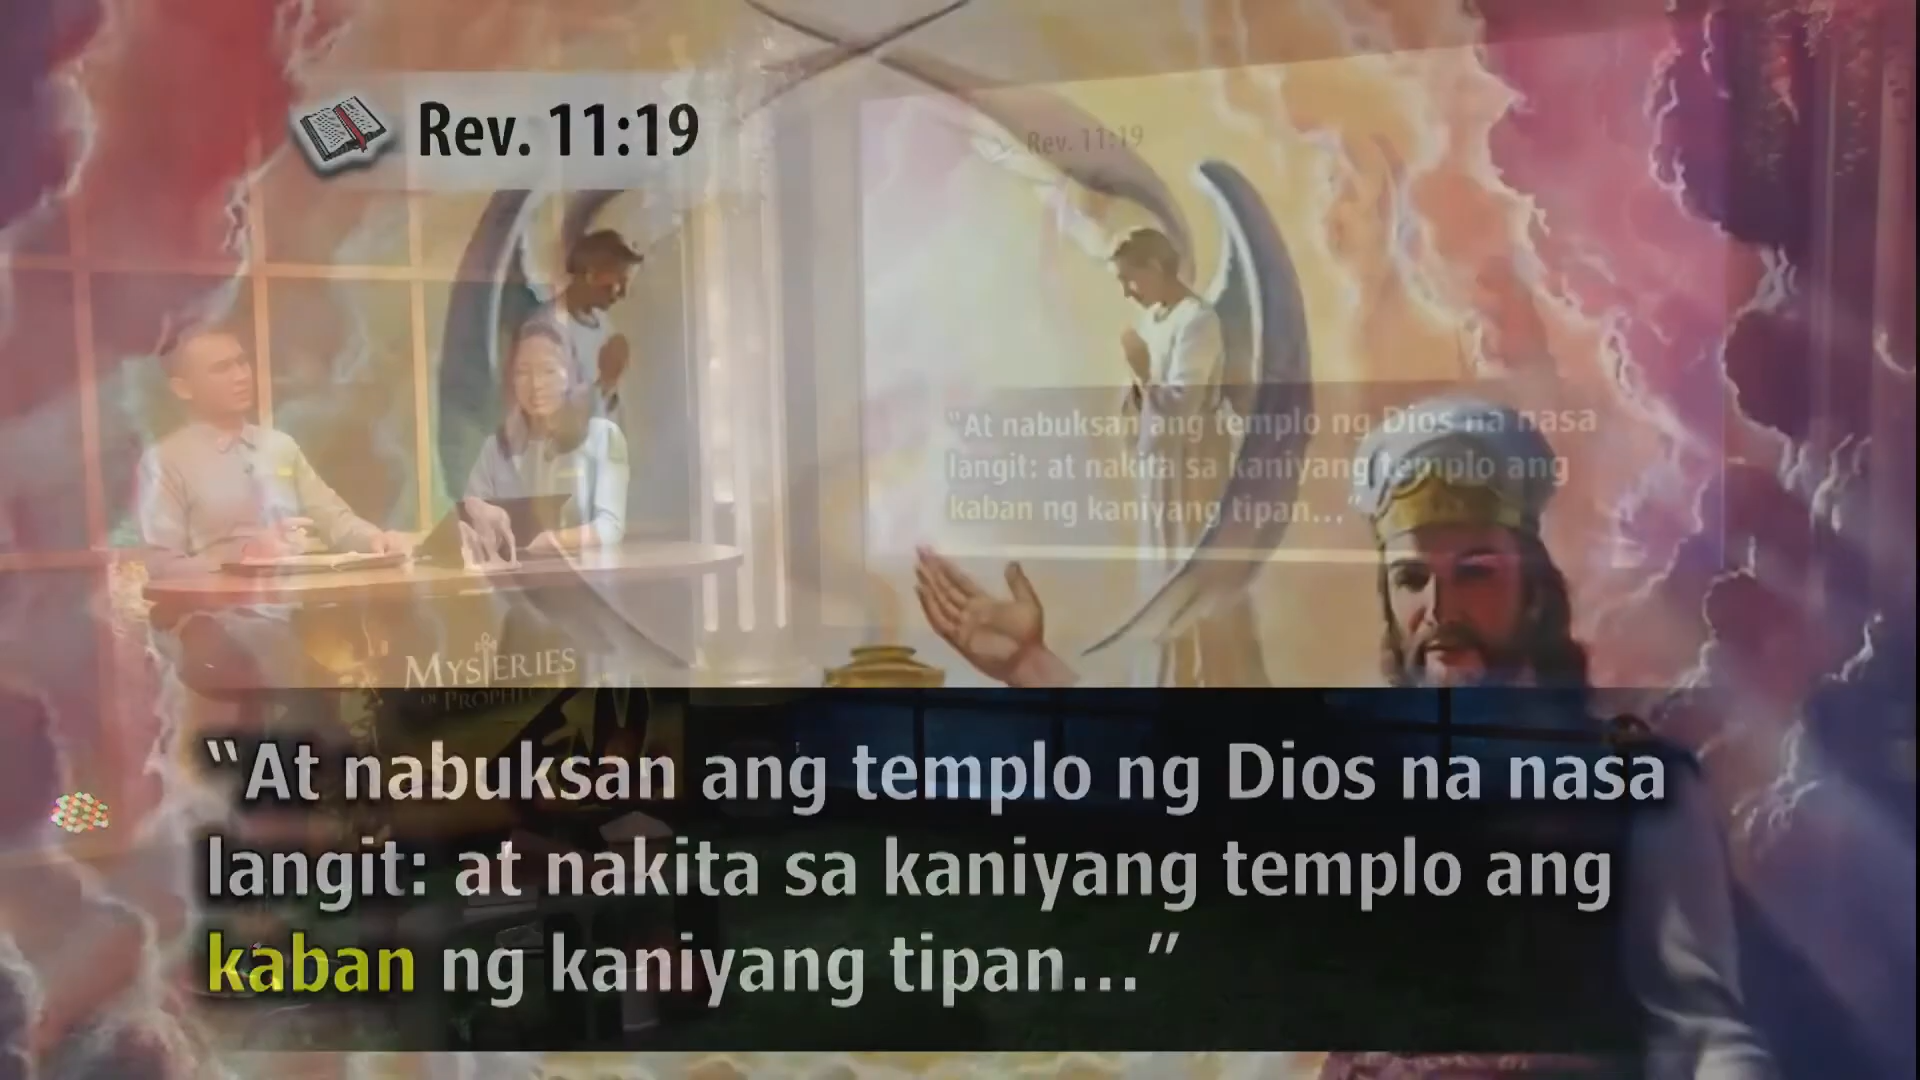 Rev. 11:19
Rev. 11:19
"At nabuksan ang templo ng Dios na nasa
langit: at nakita sa kaniyang templo ang
kaban ng kaniyang tipan..."
MYSTERIES
OF PROPHECY
“At nabuksan ang templo ng Dios na nasa
langit: at nakita sa kaniyang templo ang
kaban ng kaniyang tipan...”